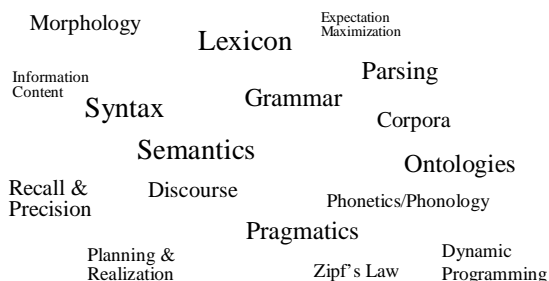 Morphology
Lexicon
Expectation
Maximization
Parsing
Information
Content
Syntax
Grammar
Corpora
Semantics
Ontologies
Recall &
Precision
Discourse
Phonetics/Phonology
Pragmatics
Planning &
Realization
Zipf's Law
Dynamic
Programming